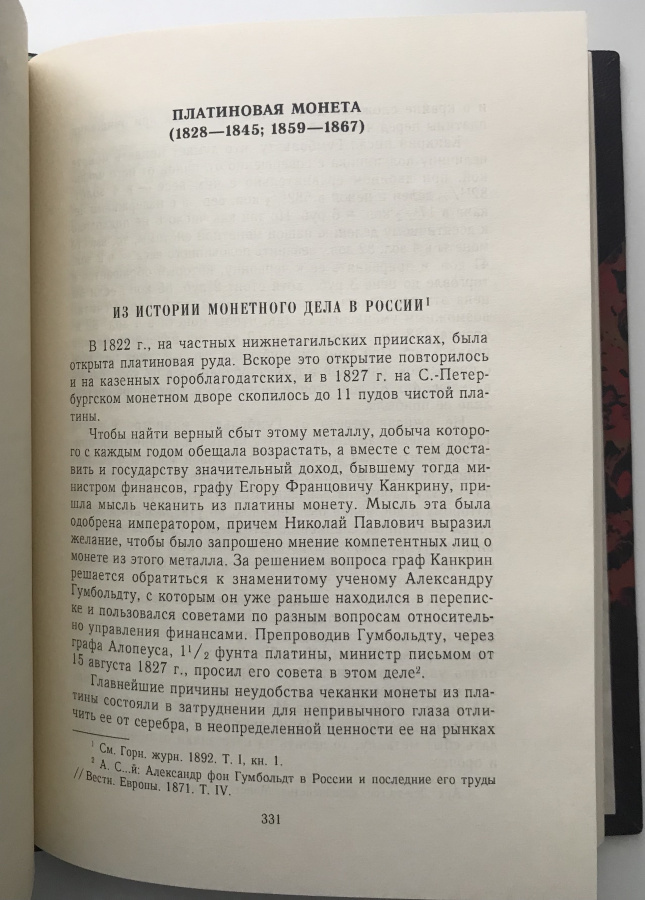 ПЛАТИНОВАЯ МОНЕТА
(1828—1845; 1859—1867)
ИЗ ИСТОРИИ МОНЕТНОГО ДЕЛА В РОССИИ¹
В 1822 г., на частных нижнетагильских приисках, была
открыта платиновая руда. Вскоре это открытие повторилось
и на казенных гороблагодатских, и в 1827 г. на С.-Петер-
бургском монетном дворе скопилось до 11 пудов чистой пла-
тины.
Чтобы найти верный сбыт этому металлу, добыча которо-
го с каждым годом обещала возрастать, а вместе с тем доста-
вить и государству значительный доход, бывшему тогда ми-
нистром финансов, графу Егору Францовичу Канкрину, при-
шла мысль чеканить из платины монету. Мысль эта была
одобрена императором, причем Николай Павлович выразил
желание, чтобы было запрошено мнение компетентных лиц о
монете из этого металла. За решением вопроса граф Канкрин
решается обратиться к знаменитому ученому Александру
Гумбольдту, с которым он уже раньше находился в переписке
ке и пользовался советами по разным вопросам относитель-
но управления финансами. Препроводив Гумбольдту, через
графа Алопеуса, 1¹/₂ фунта платины, министр письмом от
15 августа 1827 г., просил его совета в этом деле².
Главнейшие причины неудобства чеканки монеты из пла-
тины состояли в затруднении для непривычного глаза отли-
чить ее от серебра, в неопределенной ценности ее на рынках
¹ См. Горн. журн. 1892. Т. I, кн. 1.
² А. С...й: Александр фон Гумбольдт в России и последние его труды
//Вестн. Европы. 1871. Т. IV.
331